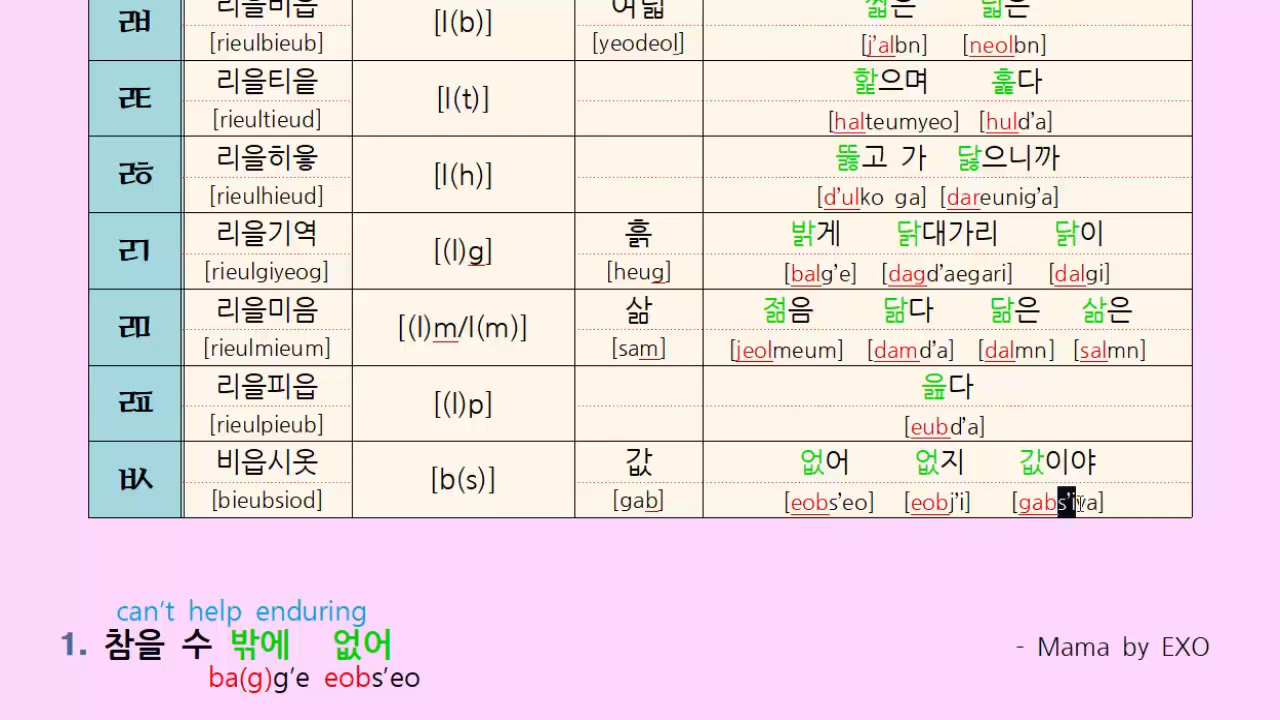 ㄼ 리을비읍 [l(b)] 여덟 짧은 넓은
[rieulbieub] [yeodeol] [j'albn] [neolbn]
ㄾ 리을티읕 [l(t)] 핥으며 훑다
[rieultieud] [halteumyeo] [huld'a]
ㅀ 리을히읗 [l(h)] 뚫고 가 닳으니까
[rieulhieud] [d'ulko ga] [dareunig'a]
ㄺ 리을기역 [(l)g] 흙 밝게 닭대가리 닭이
[rieulgiyeog] [heug] [balg'e] [dagd'aegari] [dalgi]
ㄻ 리을미음 [(l)m/l(m)] 삶 젊음 닮다 닮은 삶은
[rieulmieum] [sam] [jeolmeum] [damd'a] [dalmn] [salmn]
ㄿ 리을피읍 [(l)p] 읊다
[rieulpieub] [eubd'a]
ㅄ 비읍시옷 [b(s)] 값 없어 없지 값이야
[bieubsiod] [gab] [eobs'eo] [eobj'i] [gabs'iya]
can't help enduring
1. 참을 수 밖에 없어 - Mama by EXO
ba(g)g'e eobs'eo